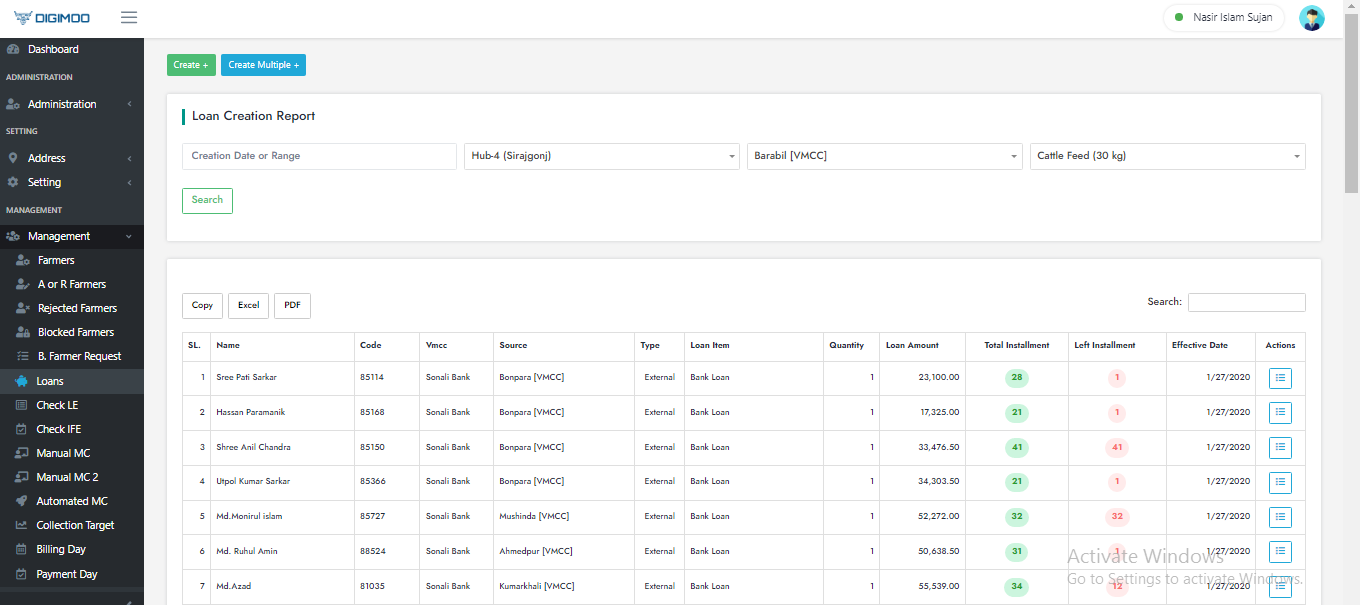 DIGIMOO
Nasir Islam Sujan
Dashboard
ADMINISTRATION
Administration
SETTING
Address
Setting
MANAGEMENT
Management
Farmers
A or R Farmers
Rejected Farmers
Blocked Farmers
B. Farmer Request
Loans
Check LE
Check IFE
Manual MC
Manual MC 2
Automated MC
Collection Target
Billing Day
Payment Day
Create +
Create Multiple +
Loan Creation Report
Creation Date or Range
Hub-4 (Sirajgonj)
Barabil [VMCC]
Cattle Feed (30 kg)
Search
Copy
Excel
PDF
Search:
SL. Name Code Vmcc Source Type Loan Item Quantity Loan Amount Total Installment Left Installment Effective Date Actions
1 Sree Pati Sarkar 85114 Sonali Bank Bonpara [VMCC] External Bank Loan 1 23,100.00 28 1 1/27/2020
2 Hassan Paramanik 85168 Sonali Bank Bonpara [VMCC] External Bank Loan 1 17,325.00 21 1 1/27/2020
3 Shree Anil Chandra 85150 Sonali Bank Bonpara [VMCC] External Bank Loan 1 33,476.50 41 41 1/27/2020
4 Utpol Kumar Sarkar 85366 Sonali Bank Bonpara [VMCC] External Bank Loan 1 34,303.50 21 1 1/27/2020
5 Md.Monirul islam 85727 Sonali Bank Mushinda [VMCC] External Bank Loan 1 52,272.00 32 32 1/27/2020
6 Md. Ruhul Amin 88524 Sonali Bank Ahmedpur [VMCC] External Bank Loan 1 50,638.50 31 1 1/27/2020
7 Md.Azad 81035 Sonali Bank Kumarkhali [VMCC] External Bank Loan 1 55,539.00 34 12 1/27/2020
Activate Windows
Go to Settings to activate Windows.